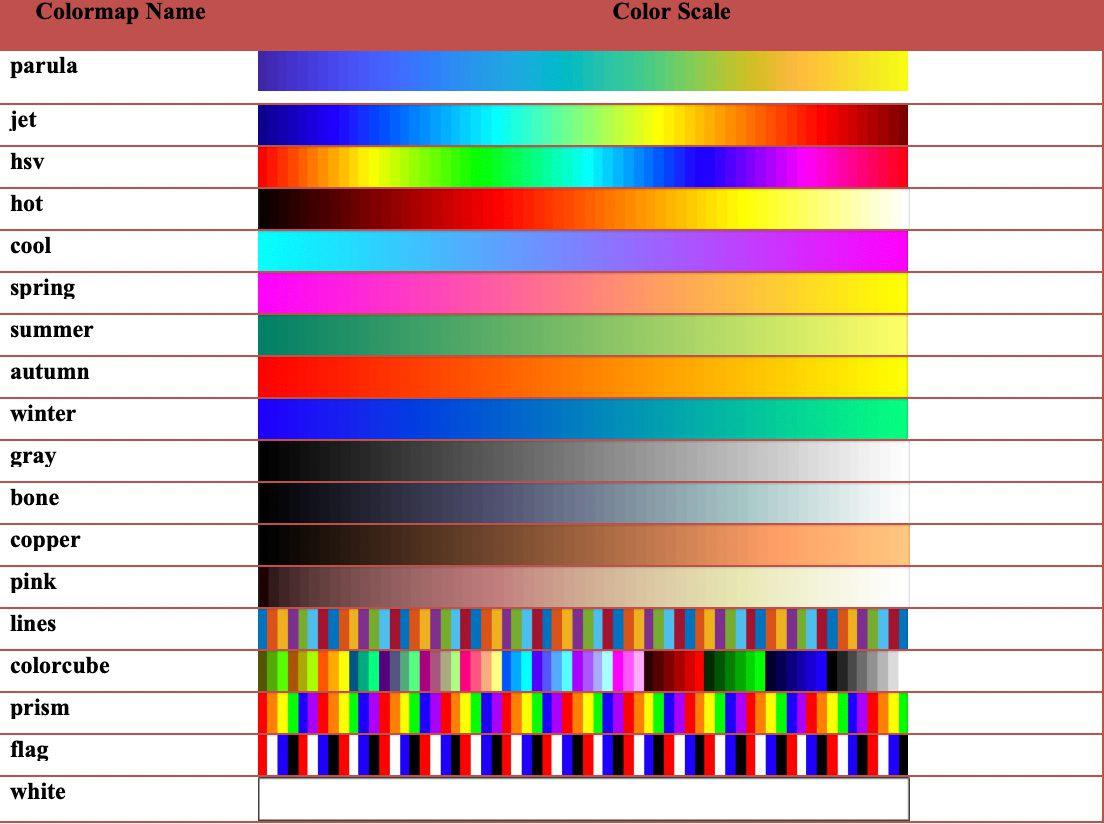 Colormap Name Color Scale
parula
jet
hsv
hot
cool
spring
summer
autumn
winter
gray
bone
copper
pink
lines
colorcube
prism
flag
white